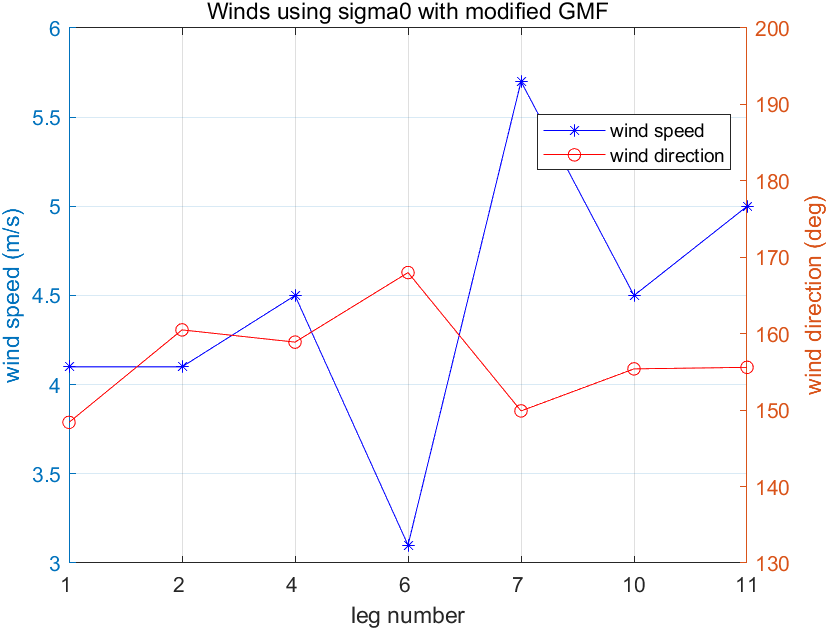 Winds using sigma0 with modified GMF
6
5.5
5
4.5
4
3.5
3
wind speed (m/s)
200
190
180
170
160
150
140
130
wind direction (deg)
wind speed
wind direction
1 2 4 6 7 10 11
leg number